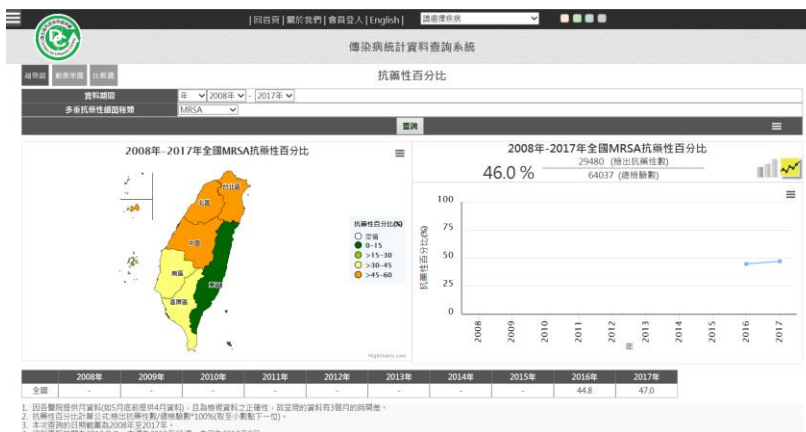 | 回首頁 | 關於我們 | 會員登入 | English | 請選擇疾病
傳染病統計資料查詢系統
趨勢圖 動態地圖 比較圖
抗藥性百分比
資料期間 年 2008年 - 2017年
多重抗藥性細菌種類 MRSA
查詢
2008年-2017年全國MRSA抗藥性百分比
台北區
北區
中區
南區
高屏區
東區
抗藥性百分比(%)
空值
0-15
>15-30
>30-45
>45-60
Highcharts.com
2008年-2017年全國MRSA抗藥性百分比
46.0 %
29480 (檢出抗藥性數)
64037 (總檢驗數)
抗藥性百分比(%)
100
75
50
25
0
2008 2009 2010 2011 2012 2013 2014 2015 2016 2017
年
2008年 2009年 2010年 2011年 2012年 2013年 2014年 2015年 2016年 2017年
全國 - - - - - - - - 44.8 47.0
1. 因各醫院提供月資料(如5月底前提供4月資料)，且為檢視資料之正確性，故呈現的資料有3個月的時間差。
2. 抗藥性百分比計算公式:檢出抗藥性數/總檢驗數*100%(取至小數點下一位)。
3. 本次查詢的日期範圍為2008年至2017年。